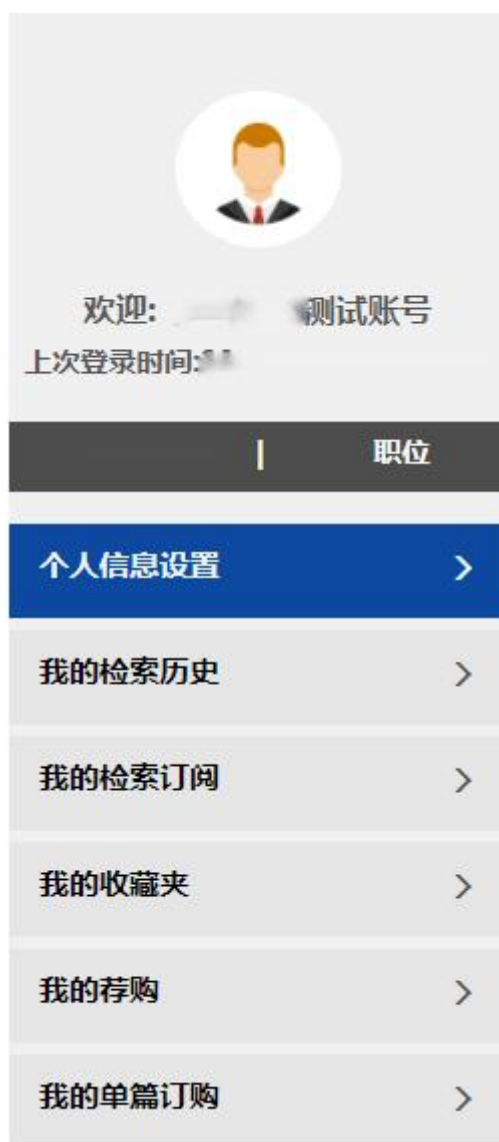 欢迎: 测试账号
上次登录时间:
| 职位
个人信息设置
我的检索历史
我的检索订阅
我的收藏夹
我的荐购
我的单篇订购